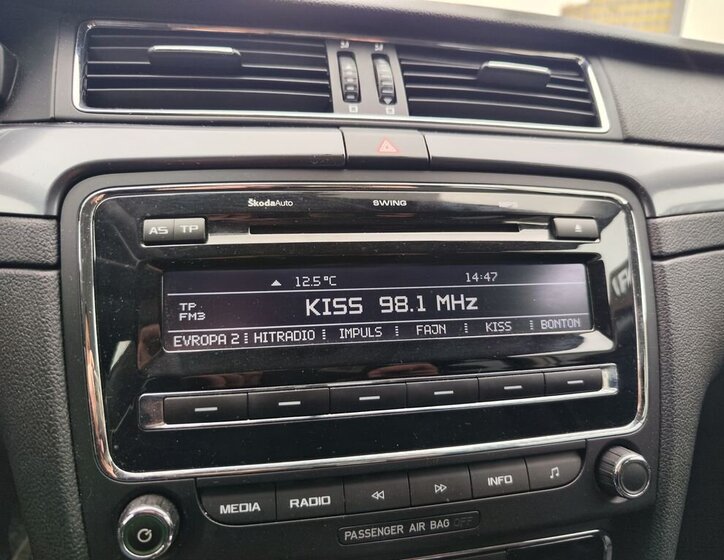 ŠkodaAuto SWING MP3
AS TP
12.5°C 14:47
TP
FM3
KISS 98.1 MHz
EVROPA 2 HITRADIO IMPULS FAJN KISS BONTON
MEDIA RADIO INFO
PASSENGER AIR BAG OFF